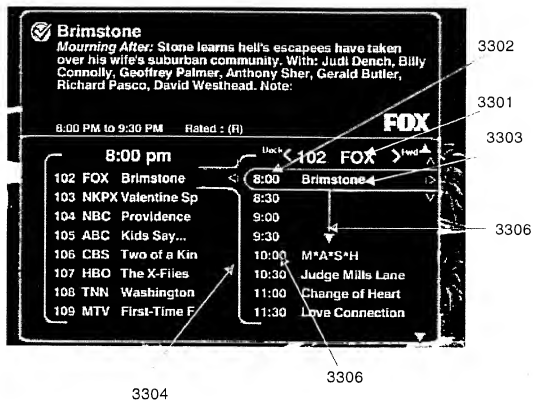 Brimstone
Mourning After: Stone learns hell's escapees have taken
over his wife's suburban community. With: Judi Dench, Billy
Connolly, Geoffrey Palmer, Anthony Sher, Gerald Butler,
Richard Pasco, David Westhead. Note:
8:00 PM to 9:30 PM Rated : (R)
FOX
8:00 pm
102 FOX Brimstone
103 NKPX Valentine Sp
104 NBC Providence
105 ABC Kids Say...
106 CBS Two of a Kin
107 HBO The X-Files
108 TNN Washington
109 MTV First-Time F
Back 102 FOX Fwd
8:00 Brimstone
8:30
9:00
9:30
10:00 M*A*S*H
10:30 Judge Mills Lane
11:00 Change of Heart
11:30 Love Connection
3302
3301
3303
3306
3304
3306